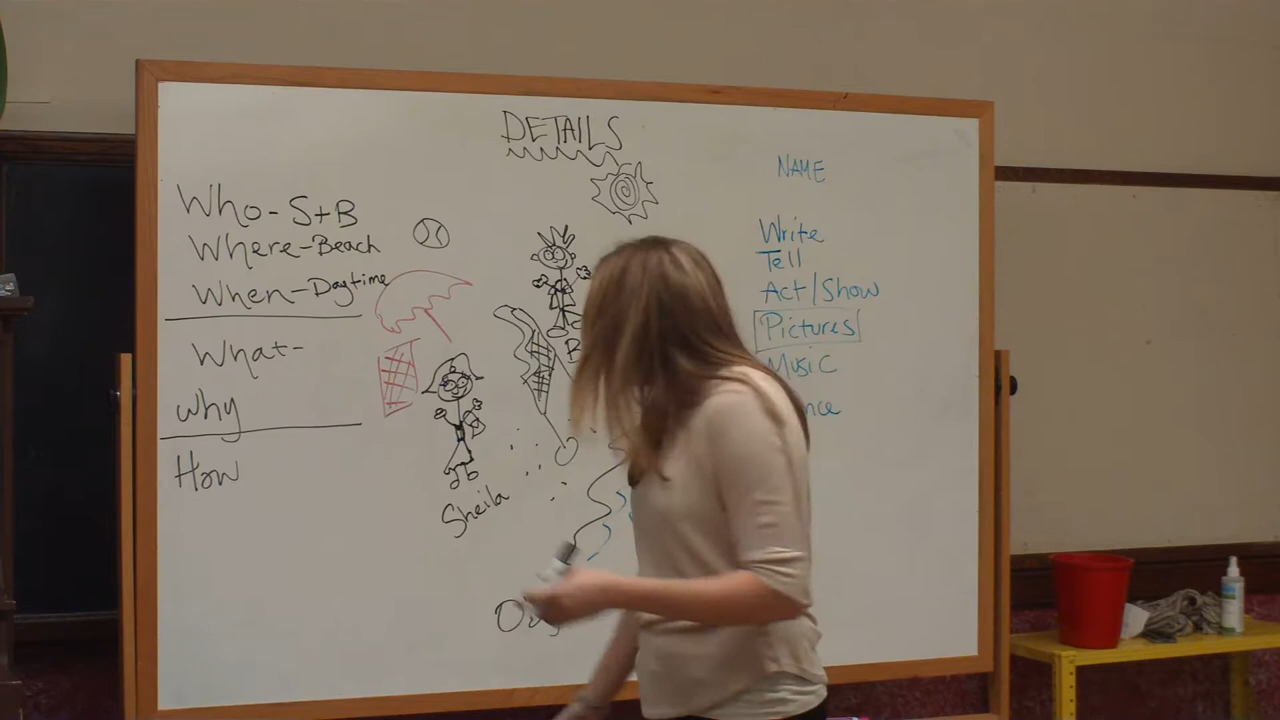 DETAILS
Who-S+B
Where-Beach
When-Daytime
What-
Why
How
Sheila
B
NAME
Write
Tell
Act/Show
Pictures
Music